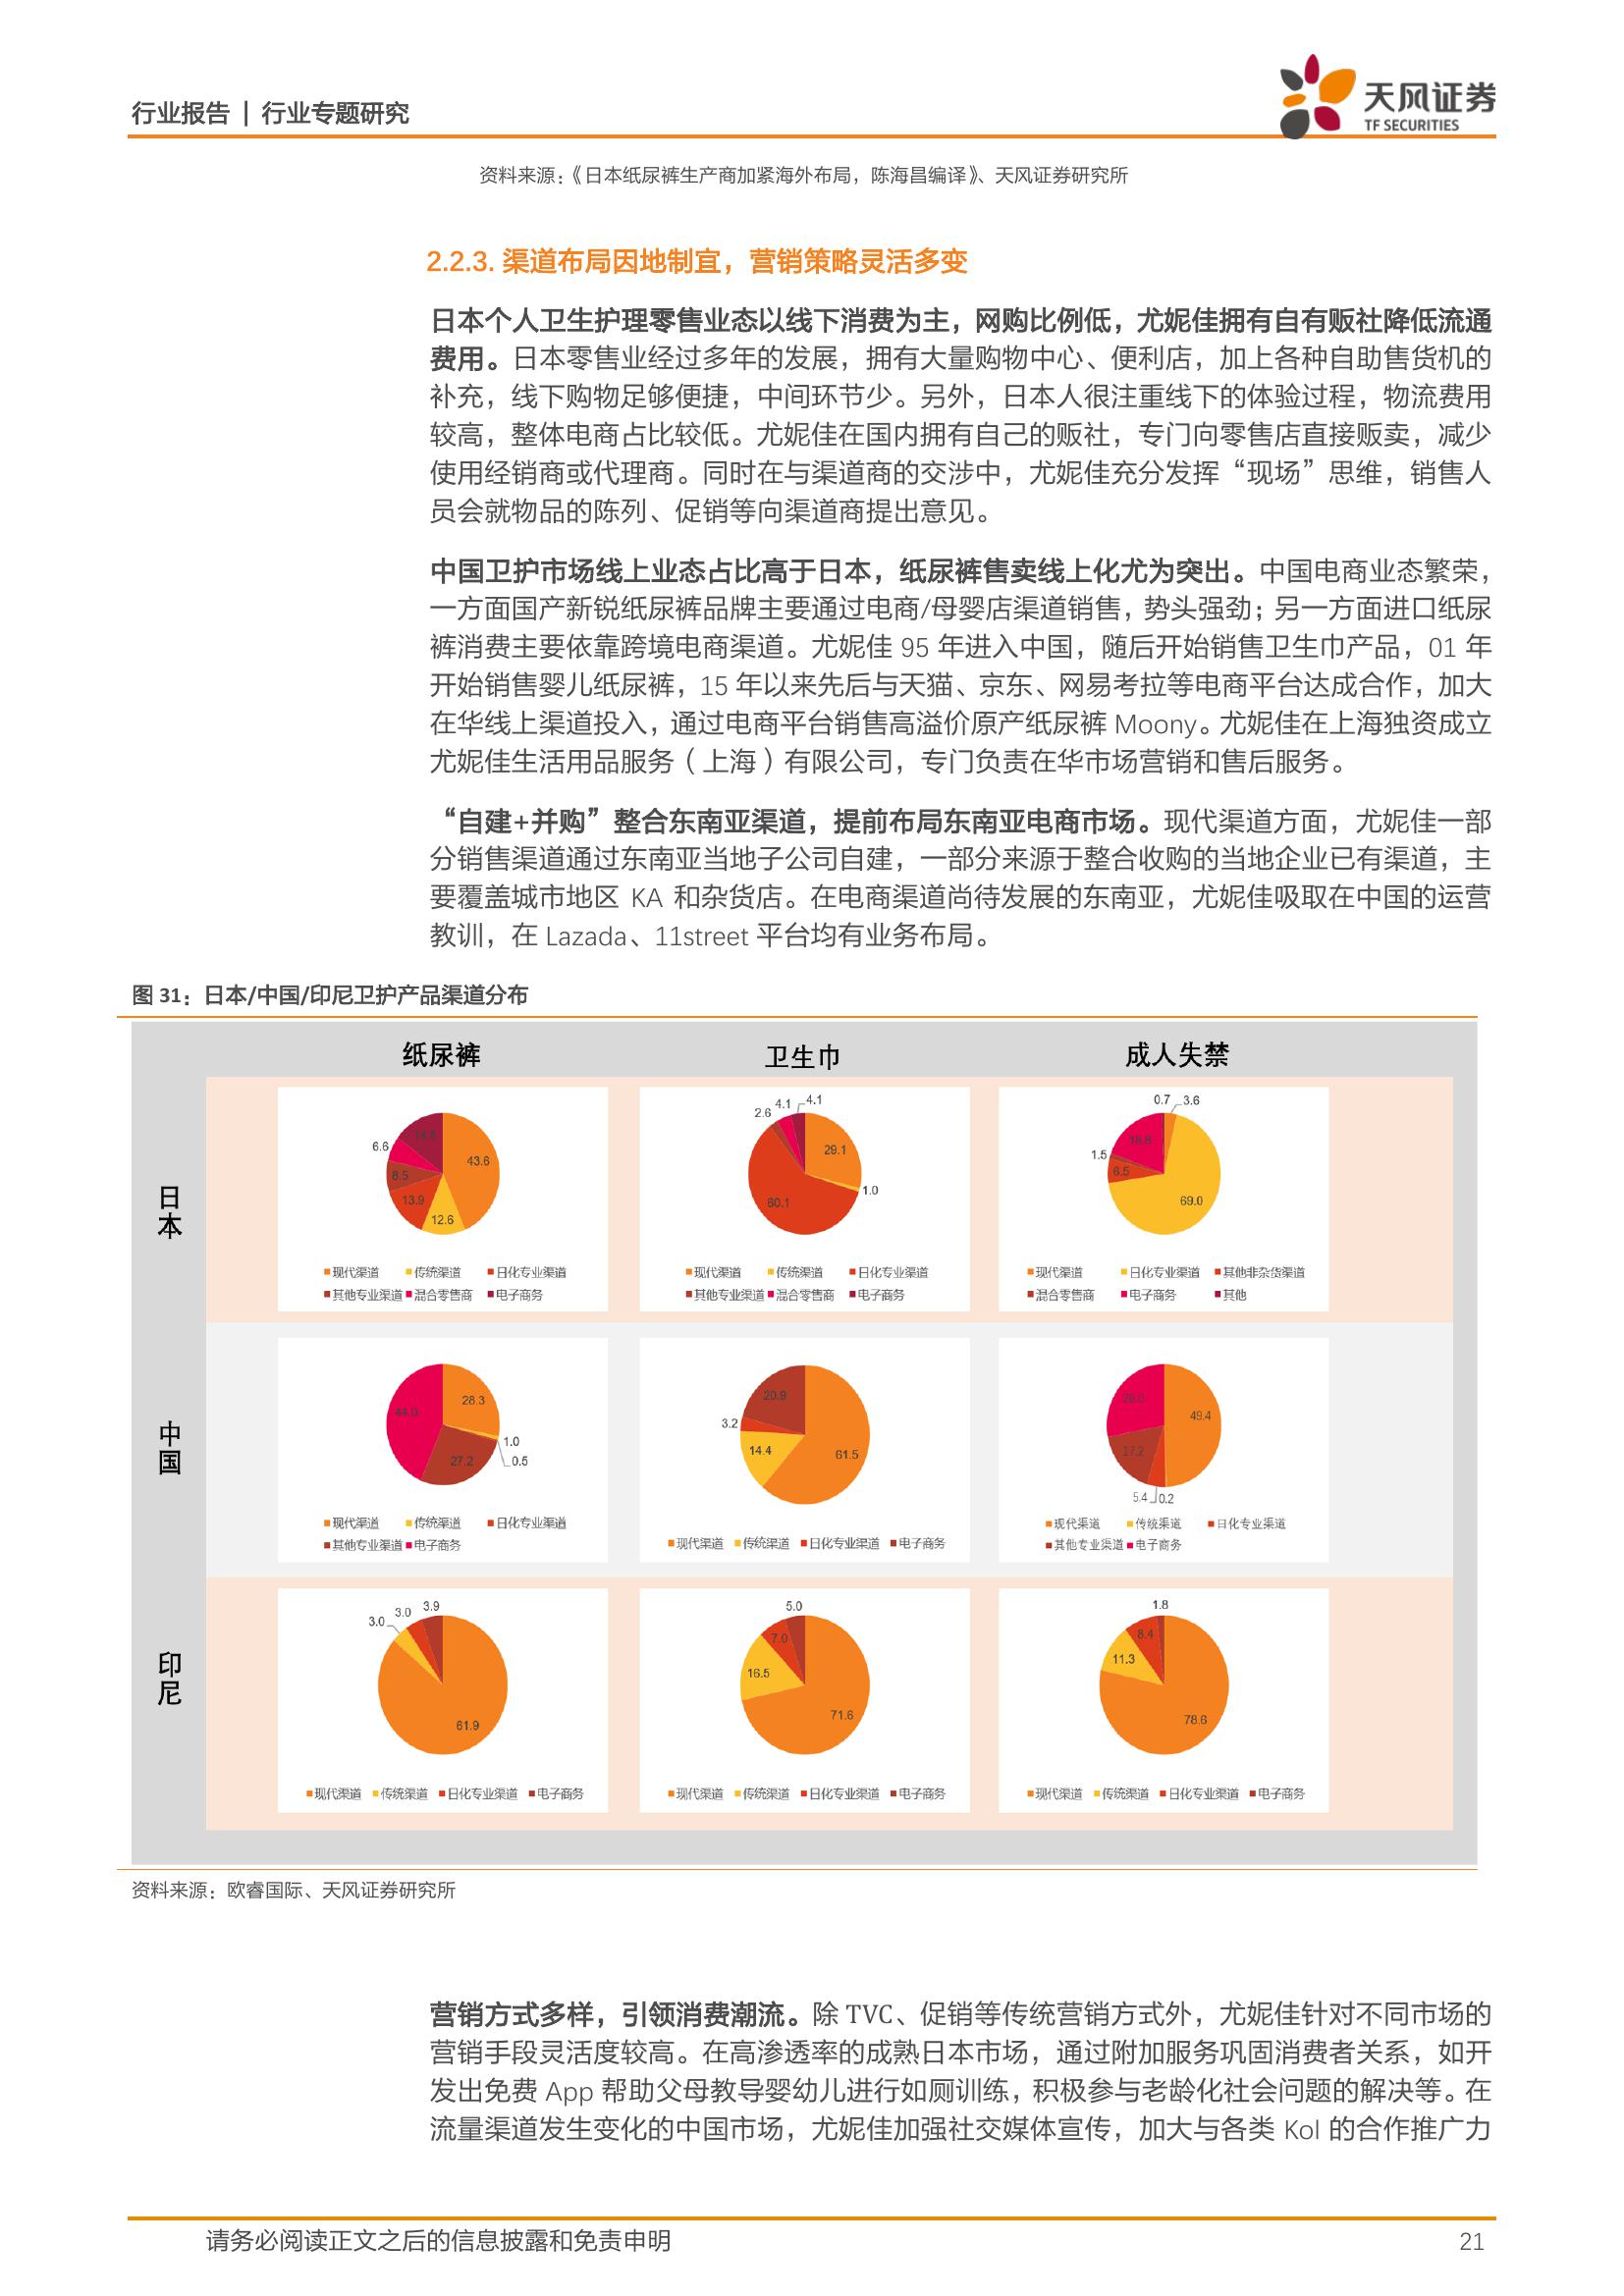 行业报告 | 行业专题研究
天风证券
TF SECURITIES
资料来源：《日本纸尿裤生产商加紧海外布局，陈海昌编译》、天风证券研究所
2.2.3. 渠道布局因地制宜，营销策略灵活多变
日本个人卫生护理零售业态以线下消费为主，网购比例低，尤妮佳拥有自有贩社降低流通
费用。日本零售业经过多年的发展，拥有大量购物中心、便利店，加上各种自助售货机的
补充，线下购物足够便捷，中间环节少。另外，日本人很注重线下的体验过程，物流费用
较高，整体电商占比较低。尤妮佳在国内拥有自己的贩社，专门向零售店直接贩卖，减少
使用经销商或代理商。同时在与渠道商的交涉中，尤妮佳充分发挥“现场”思维，销售人
员会就物品的陈列、促销等向渠道商提出意见。
中国卫护市场线上业态占比高于日本，纸尿裤售卖线上化尤为突出。中国电商业态繁荣，
一方面国产新锐纸尿裤品牌主要通过电商/母婴店渠道销售，势头强劲；另一方面进口纸尿
裤消费主要依靠跨境电商渠道。尤妮佳 95 年进入中国，随后开始销售卫生巾产品，01 年
开始销售婴儿纸尿裤，15 年以来先后与天猫、京东、网易考拉等电商平台达成合作，加大
在华线上渠道投入，通过电商平台销售高溢价原产纸尿裤 Moony。尤妮佳在上海独资成立
尤妮佳生活用品服务（上海）有限公司，专门负责在华市场营销和售后服务。
“自建+并购”整合东南亚渠道，提前布局东南亚电商市场。现代渠道方面，尤妮佳一部
分销售渠道通过东南亚当地子公司自建，一部分来源于整合收购的当地企业已有渠道，主
要覆盖城市地区 KA 和杂货店。在电商渠道尚待发展的东南亚，尤妮佳吸取在中国的运营
教训，在 Lazada、11street 平台均有业务布局。
图 31：日本/中国/印尼卫护产品渠道分布
纸尿裤 卫生巾 成人失禁
日本
43.6 12.6 13.9 8.5 6.6
现代渠道 传统渠道 日化专业渠道
其他专业渠道 混合零售商 电子商务
29.1 1.0 60.1 2.6 4.1 4.1
现代渠道 传统渠道 日化专业渠道
其他专业渠道 混合零售商 电子商务
3.6 69.0 6.5 1.5 18.8 0.7
现代渠道 日化专业渠道 其他非杂货渠道
混合零售商 电子商务 其他
中国
28.3 1.0 0.5 27.2 44.0
现代渠道 传统渠道 日化专业渠道
其他专业渠道 电子商务
61.5 14.4 3.2 20.9
现代渠道 传统渠道 日化专业渠道 电子商务
49.4 0.2 5.4 17.2
现代渠道 传统渠道 日化专业渠道
其他专业渠道 电子商务
印尼
61.9 3.0 3.0 3.9
现代渠道 传统渠道 日化专业渠道 电子商务
71.6 16.5 7.0 5.0
现代渠道 传统渠道 日化专业渠道 电子商务
78.6 11.3 8.4 1.8
现代渠道 传统渠道 日化专业渠道 电子商务
资料来源：欧睿国际、天风证券研究所
营销方式多样，引领消费潮流。除 TVC、促销等传统营销方式外，尤妮佳针对不同市场的
营销手段灵活度较高。在高渗透率的成熟日本市场，通过附加服务巩固消费者关系，如开
发出免费 App 帮助父母教导婴幼儿进行如厕训练，积极参与老龄化社会问题的解决等。在
流量渠道发生变化的中国市场，尤妮佳加强社交媒体宣传，加大与各类 Kol 的合作推广力
请务必阅读正文之后的信息披露和免责申明
21